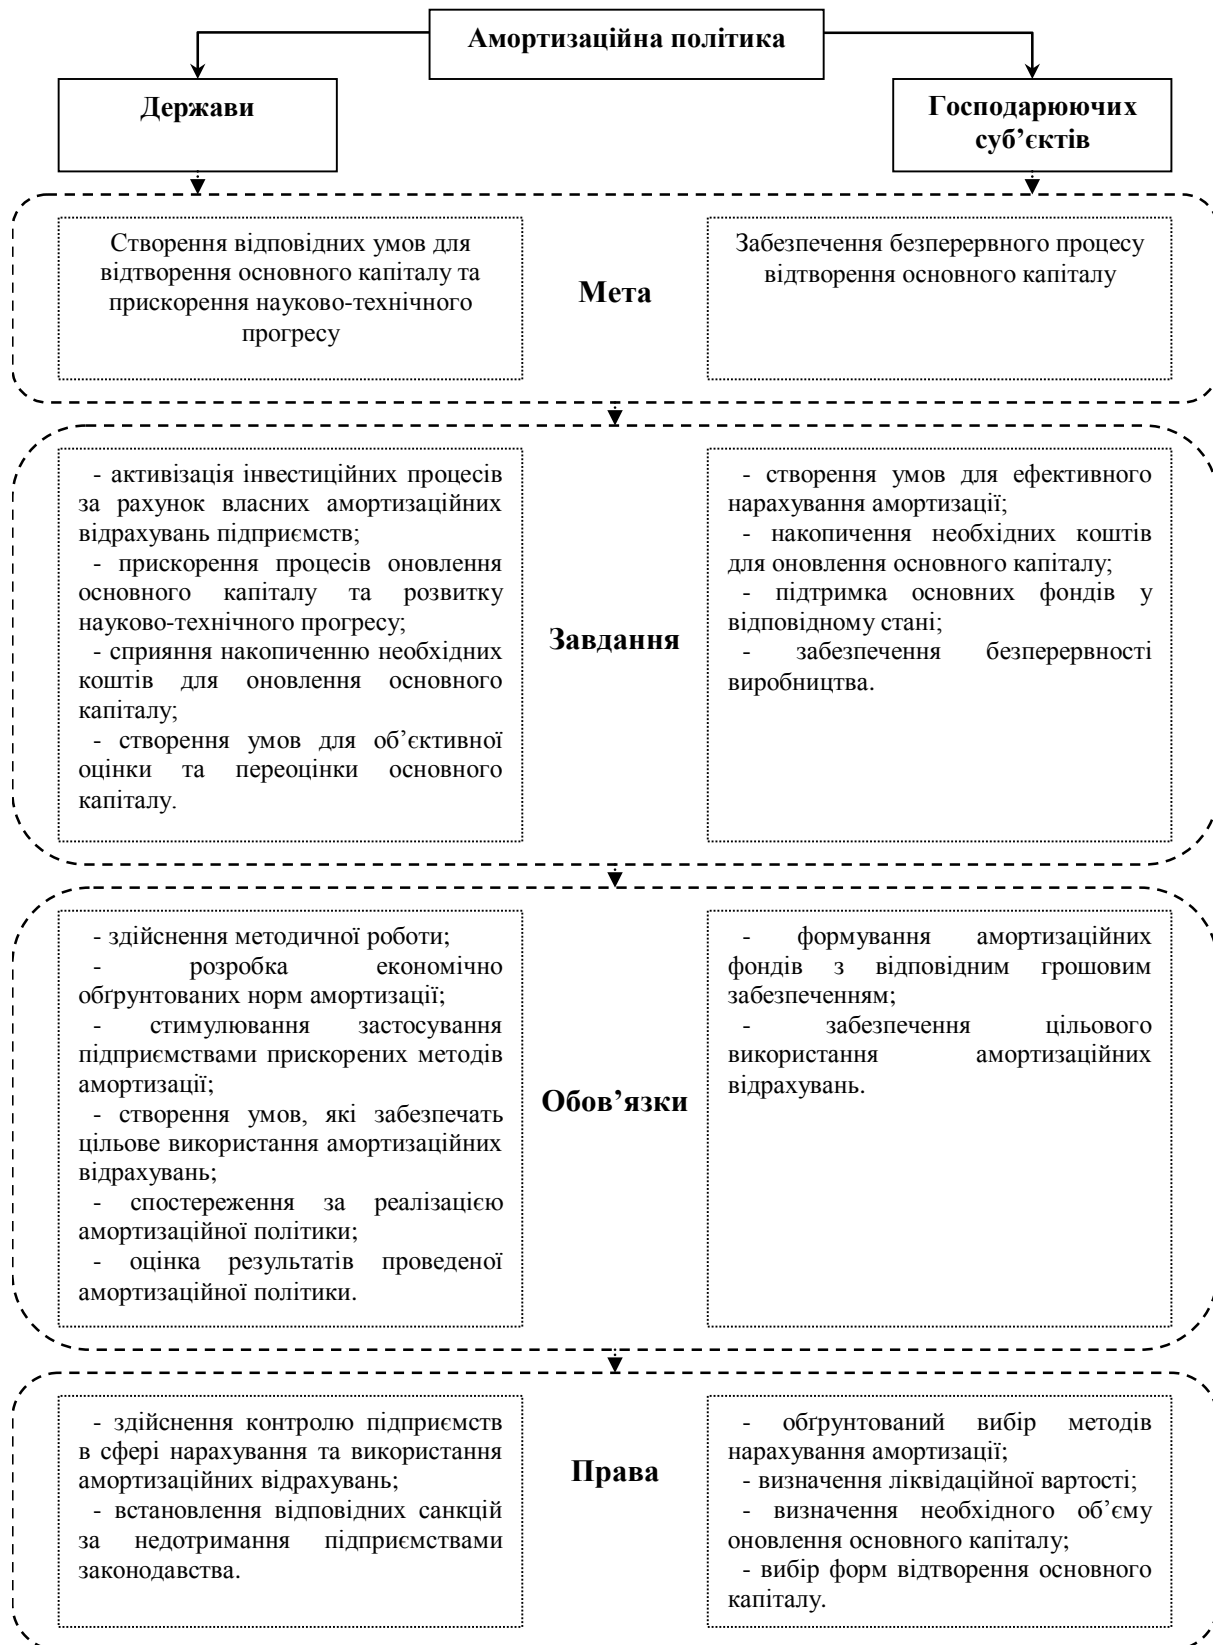 Амортизаційна політика
Держави
Господарюючих
суб’єктів
Створення відповідних умов для
відтворення основного капіталу та
прискорення науково-технічного
прогресу
Мета
Забезпечення безперервного процесу
відтворення основного капіталу
- активізація інвестиційних процесів
за рахунок власних амортизаційних
відрахувань підприємств;
- прискорення процесів оновлення
основного капіталу та розвитку
науково-технічного прогресу;
- сприяння накопиченню необхідних
коштів для оновлення основного
капіталу;
- створення умов для об’єктивної
оцінки та переоцінки основного
капіталу.
Завдання
- створення умов для ефективного
нарахування амортизації;
- накопичення необхідних коштів
для оновлення основного капіталу;
- підтримка основних фондів у
відповідному стані;
- забезпечення безперервності
виробництва.
- здійснення методичної роботи;
- розробка економічно
обґрунтованих норм амортизації;
- стимулювання застосування
підприємствами прискорених методів
амортизації;
- створення умов, які забезпечать
цільове використання амортизаційних
відрахувань;
- спостереження за реалізацією
амортизаційної політики;
- оцінка результатів проведеної
амортизаційної політики.
Обов’язки
- формування амортизаційних
фондів з відповідним грошовим
забезпеченням;
- забезпечення цільового
використання амортизаційних
відрахувань.
- здійснення контролю підприємств
в сфері нарахування та використання
амортизаційних відрахувань;
- встановлення відповідних санкцій
за недотримання підприємствами
законодавства.
Права
- обґрунтований вибір методів
нарахування амортизації;
- визначення ліквідаційної вартості;
- визначення необхідного об’єму
оновлення основного капіталу;
- вибір форм відтворення основного
капіталу.